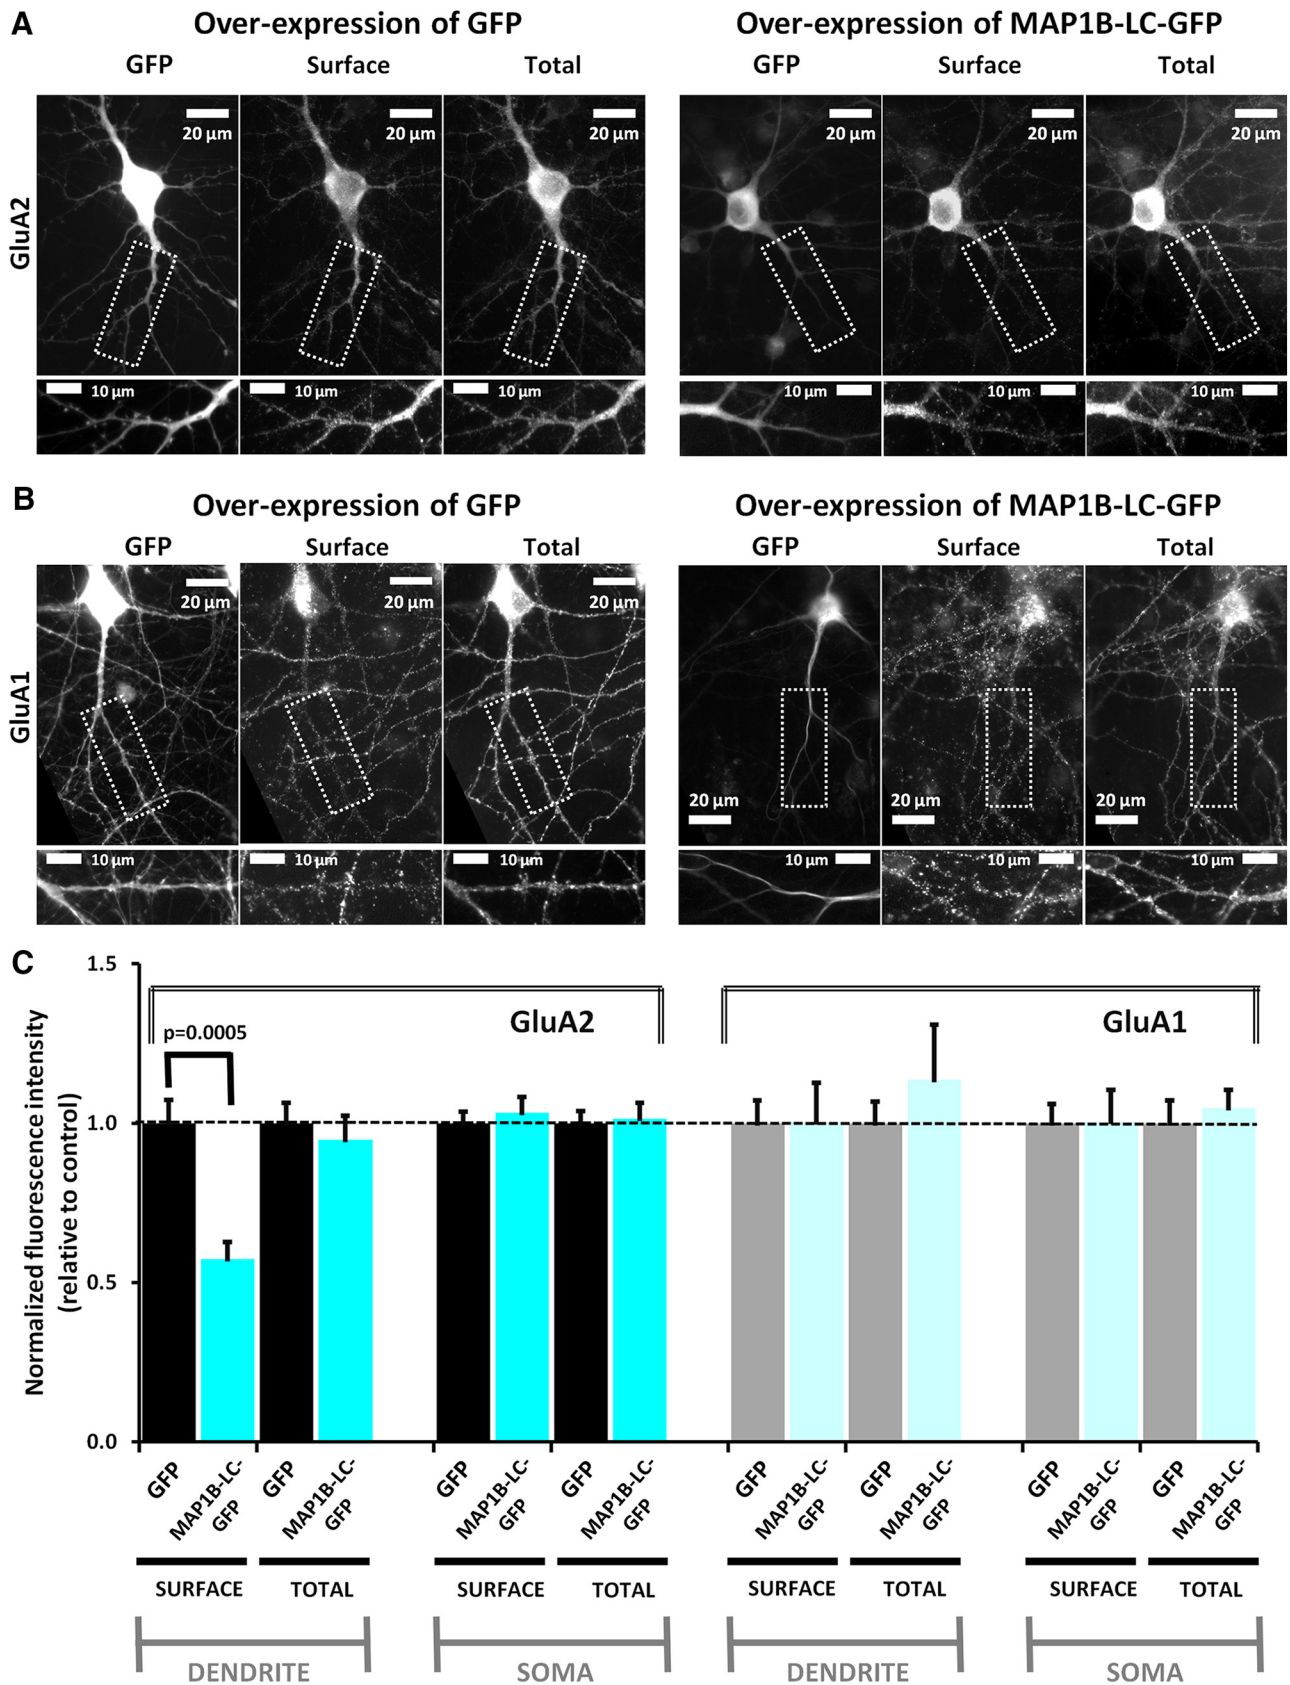 A
Over-expression of GFP
Over-expression of MAP1B-LC-GFP
GFP
Surface
Total
GFP
Surface
Total
GluA2
20 µm
20 µm
20 µm
20 µm
20 µm
20 µm
10 µm
10 µm
10 µm
10 µm
10 µm
10 µm
B
Over-expression of GFP
Over-expression of MAP1B-LC-GFP
GFP
Surface
Total
GFP
Surface
Total
GluA1
20 µm
20 µm
20 µm
20 µm
20 µm
20 µm
10 µm
10 µm
10 µm
10 µm
10 µm
10 µm
C
Normalized fluorescence intensity
(relative to control)
1.5
1.0
0.5
0.0
p=0.0005
GluA2
GluA1
GFP
MAP1B-LC-
GFP
GFP
MAP1B-LC-
GFP
GFP
MAP1B-LC-
GFP
GFP
MAP1B-LC-
GFP
GFP
MAP1B-LC-
GFP
GFP
MAP1B-LC-
GFP
GFP
MAP1B-LC-
GFP
GFP
MAP1B-LC-
GFP
SURFACE
TOTAL
SURFACE
TOTAL
SURFACE
TOTAL
SURFACE
TOTAL
DENDRITE
SOMA
DENDRITE
SOMA